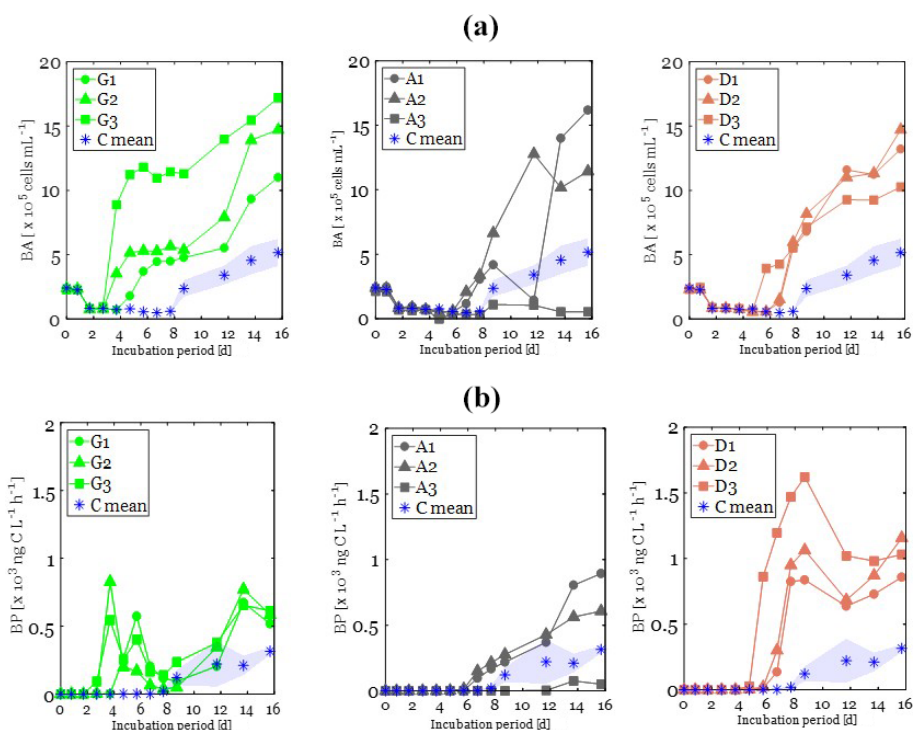 (a)
20
15
10
5
0
BA [ x 10⁵ cells mL⁻¹]
G1
G2
G3
C mean
0 2 4 6 8 10 12 14 16
Incubation period [d]
20
15
10
5
0
BA [ x 10⁵ cells mL⁻¹]
A1
A2
A3
C mean
0 2 4 6 8 10 12 14 16
Incubation period [d]
20
15
10
5
0
BA [ x 10⁵ cells mL⁻¹]
D1
D2
D3
C mean
0 2 4 6 8 10 12 14 16
Incubation period [d]
(b)
2
1.5
1
0.5
0
BP [x 10³ ng C L⁻¹ h⁻¹]
G1
G2
G3
C mean
0 2 4 6 8 10 12 14 16
Incubation period [d]
2
1.5
1
0.5
0
BP [x 10³ ng C L⁻¹ h⁻¹]
A1
A2
A3
C mean
0 2 4 6 8 10 12 14 16
Incubation period [d]
2
1.5
1
0.5
0
BP [x 10³ ng C L⁻¹ h⁻¹]
D1
D2
D3
C mean
0 2 4 6 8 10 12 14 16
Incubation period [d]